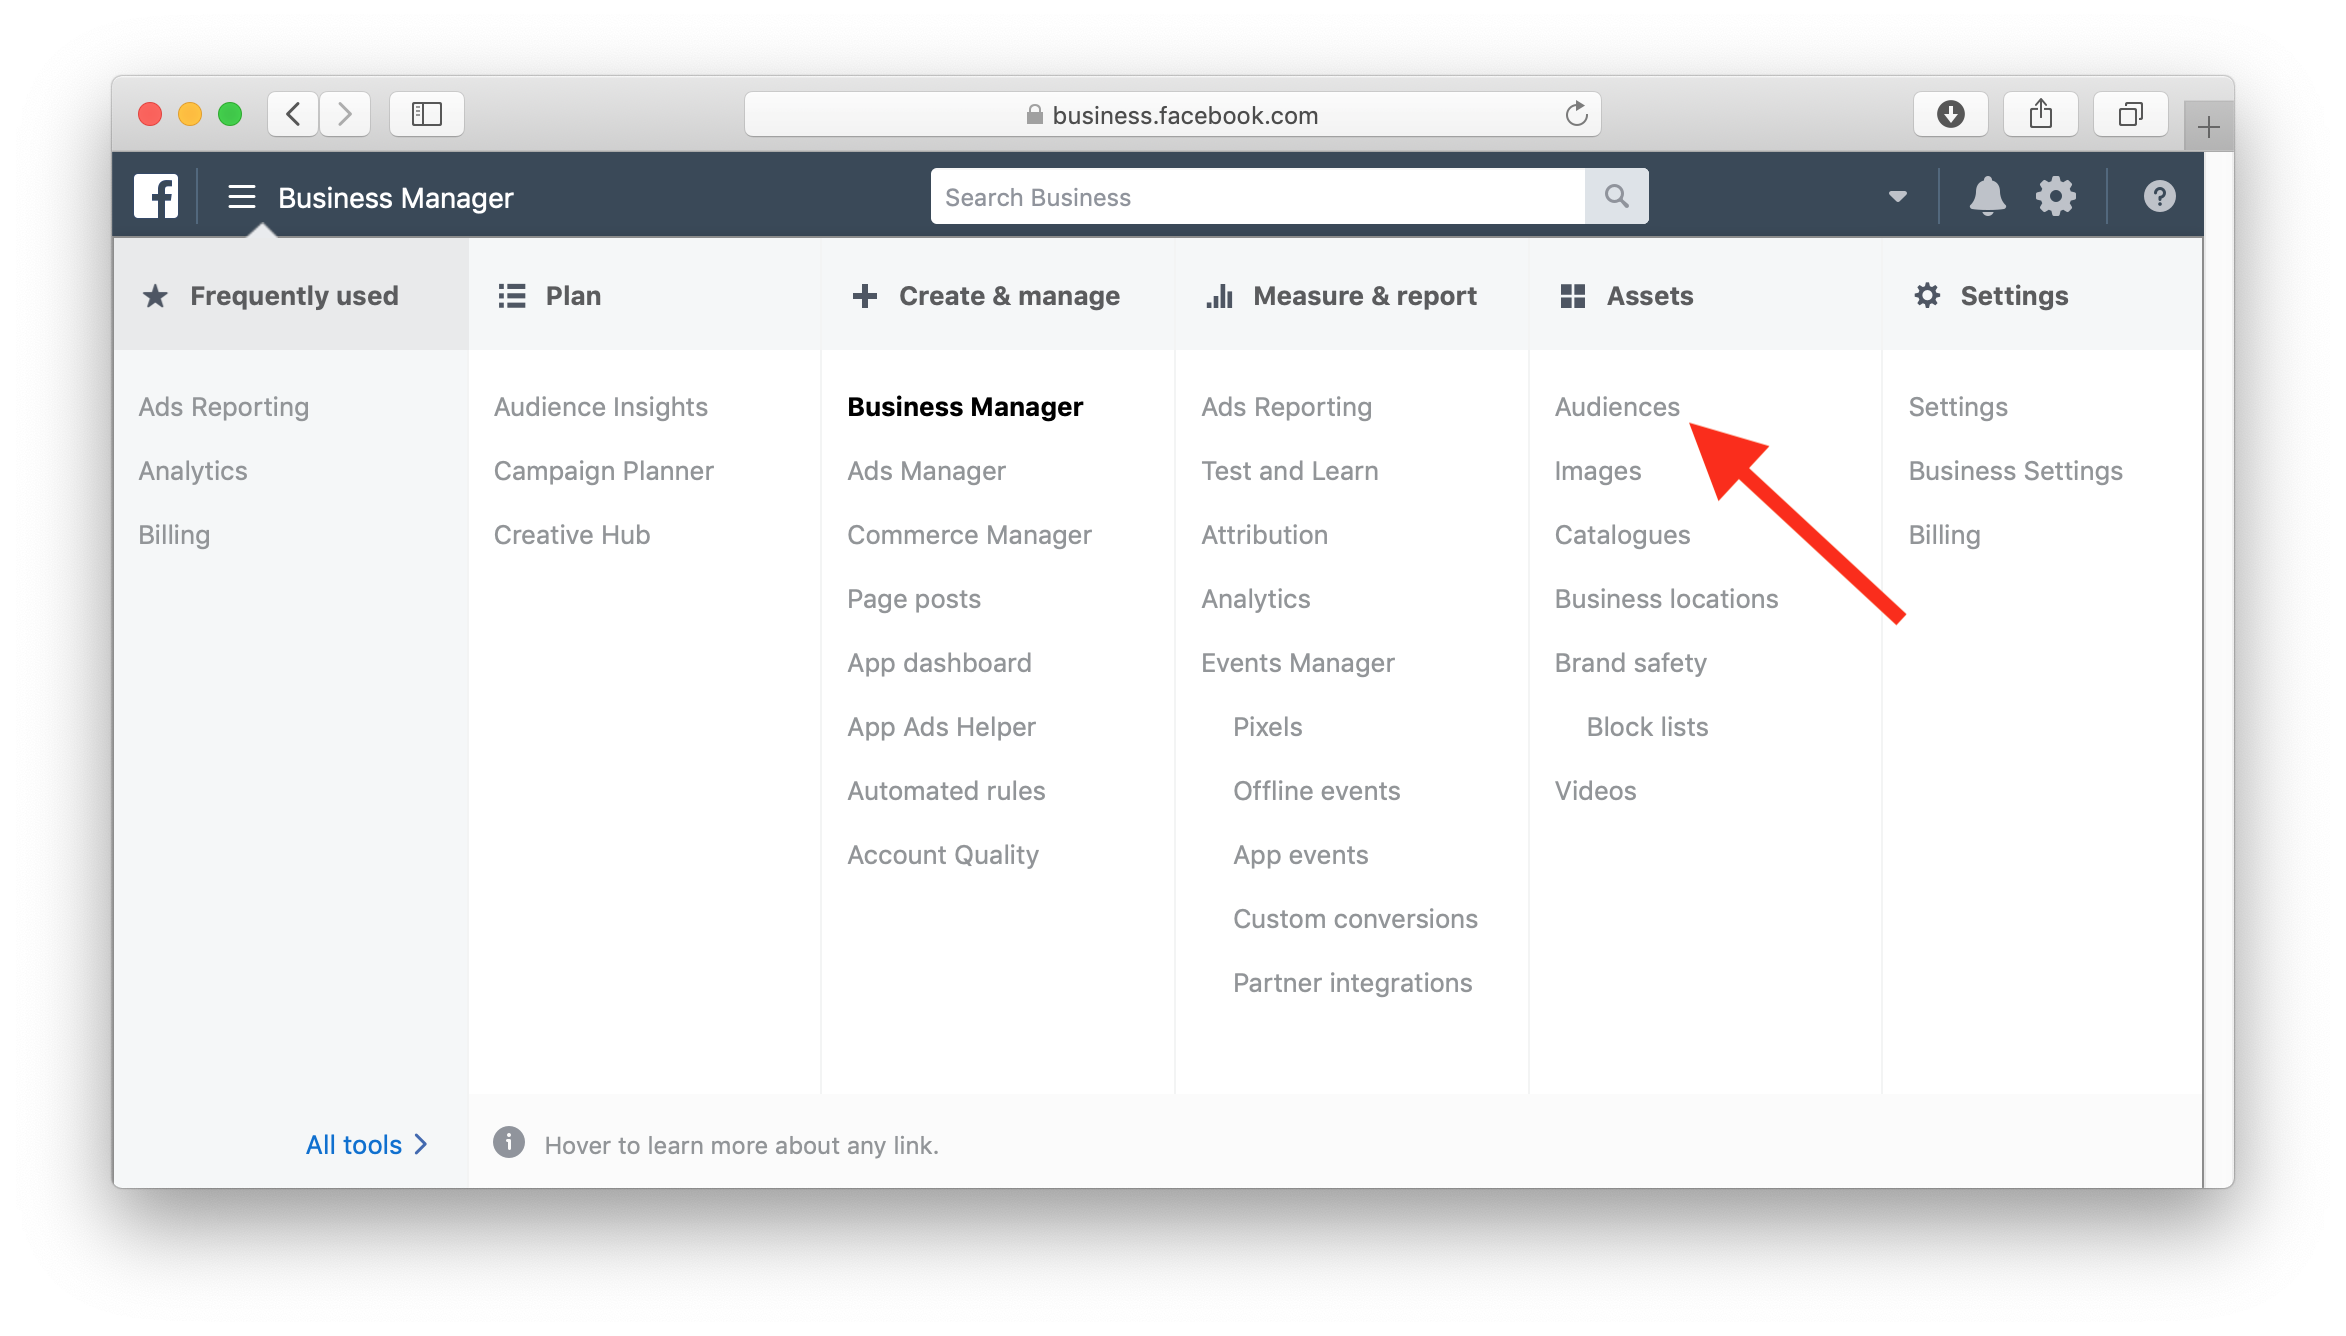 business.facebook.com
Business Manager
Search Business
Frequently used
Ads Reporting
Analytics
Billing
All tools
Plan
Audience Insights
Campaign Planner
Creative Hub
Create & manage
Business Manager
Ads Manager
Commerce Manager
Page posts
App dashboard
App Ads Helper
Automated rules
Account Quality
Measure & report
Ads Reporting
Test and Learn
Attribution
Analytics
Events Manager
Pixels
Offline events
App events
Custom conversions
Partner integrations
Assets
Audiences
Images
Catalogues
Business locations
Brand safety
Block lists
Videos
Settings
Settings
Business Settings
Billing
Hover to learn more about any link.